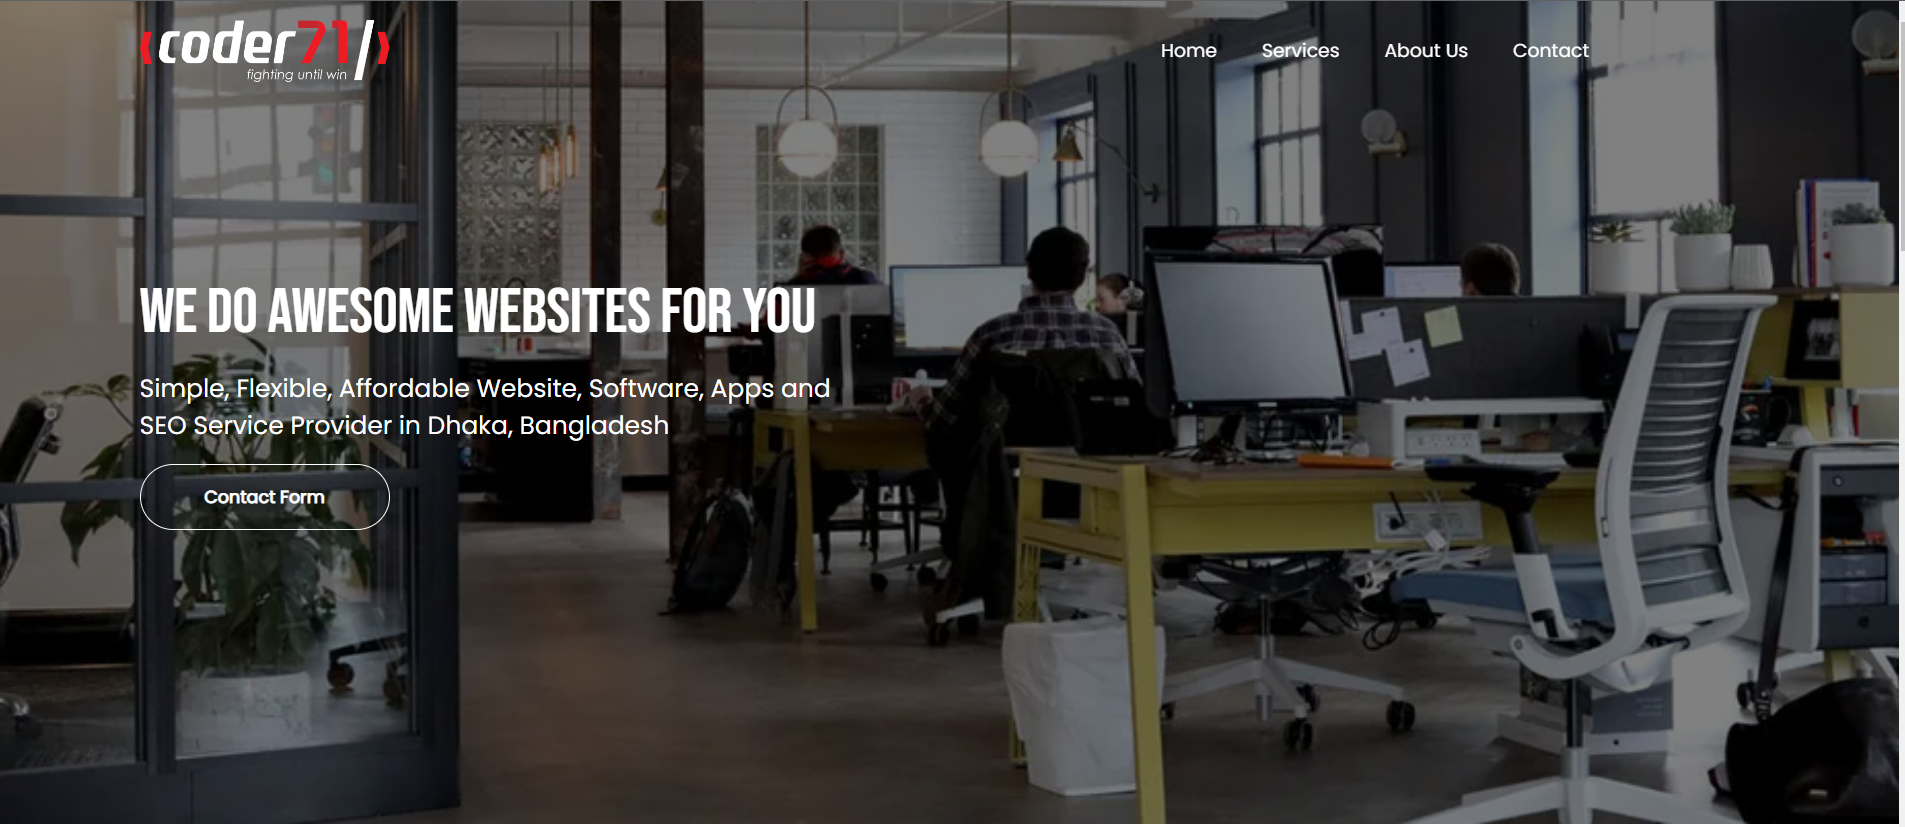 coder71
fighting until win
Home
Services
About Us
Contact
WE DO AWESOME WEBSITES FOR YOU
Simple, Flexible, Affordable Website, Software, Apps and
SEO Service Provider in Dhaka, Bangladesh
Contact Form